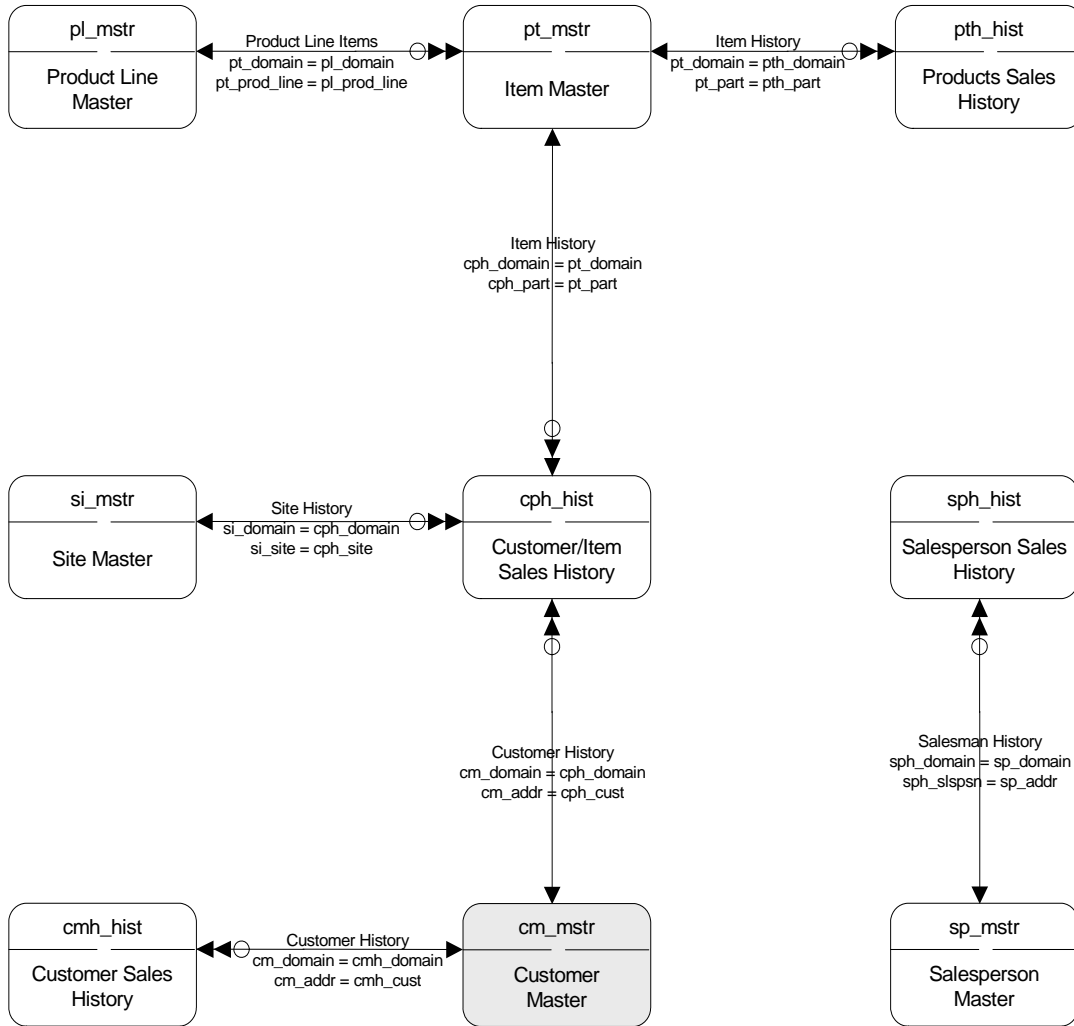 pl_mstr
Product Line
Master
Product Line Items
pt_domain = pl_domain
pt_prod_line = pl_prod_line
pt_mstr
Item Master
Item History
pt_domain = pth_domain
pt_part = pth_part
pth_hist
Products Sales
History
Item History
cph_domain = pt_domain
cph_part = pt_part
si_mstr
Site Master
Site History
si_domain = cph_domain
si_site = cph_site
cph_hist
Customer/Item
Sales History
sph_hist
Salesperson Sales
History
Customer History
cm_domain = cph_domain
cm_addr = cph_cust
Salesman History
sph_domain = sp_domain
sph_slspsn = sp_addr
cmh_hist
Customer Sales
History
Customer History
cm_domain = cmh_domain
cm_addr = cmh_cust
cm_mstr
Customer
Master
sp_mstr
Salesperson
Master